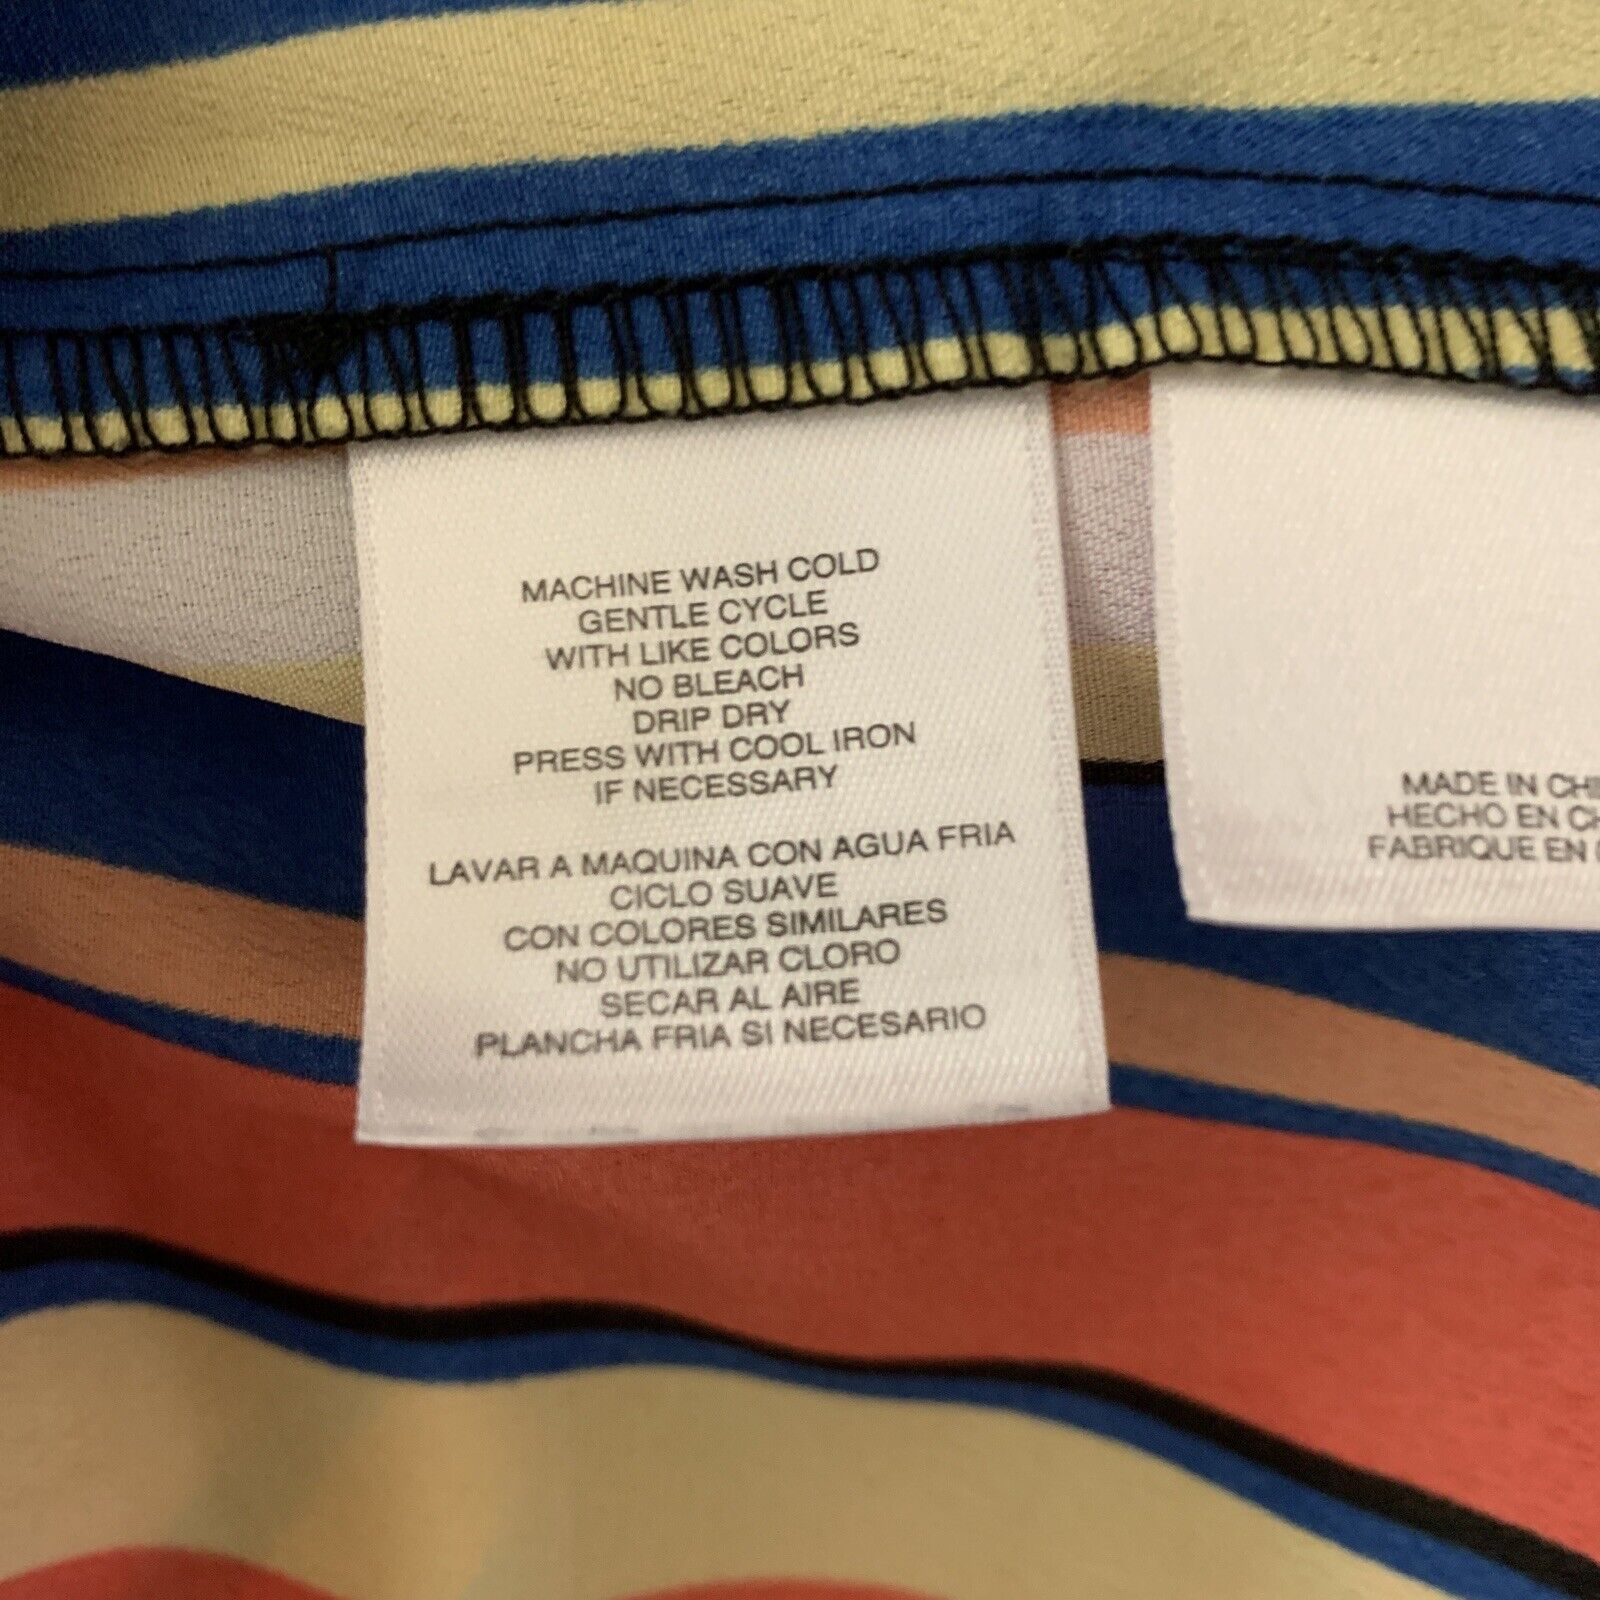 MACHINE WASH COLD
GENTLE CYCLE
WITH LIKE COLORS
NO BLEACH
DRIP DRY
PRESS WITH COOL IRON
IF NECESSARY
LAVAR A MAQUINA CON AGUA FRIA
CICLO SUAVE
CON COLORES SIMILARES
NO UTILIZAR CLORO
SECAR AL AIRE
PLANCHA FRIA SI NECESARIO
MADE IN
HECHO EN
FABRIQUE EN